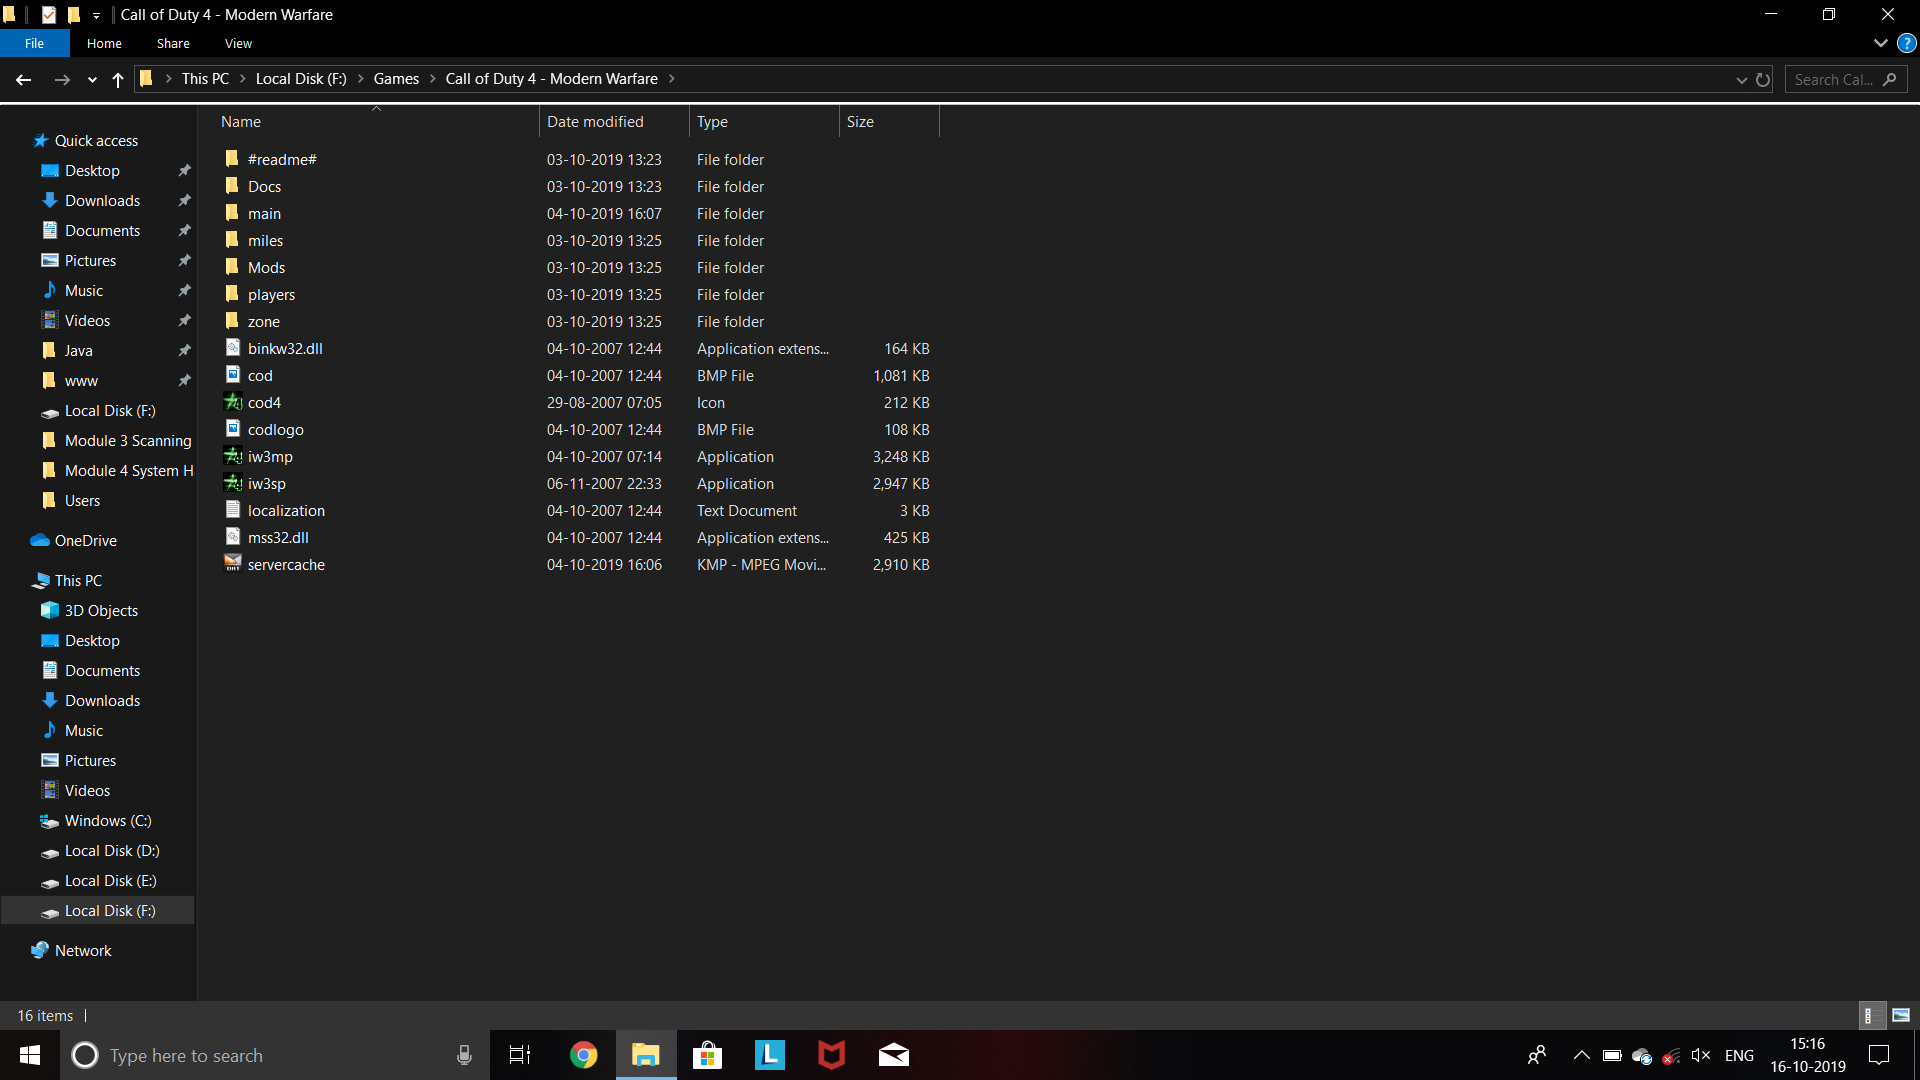 Call of Duty 4 - Modern Warfare
File Home Share View
This PC Local Disk (F:) Games Call of Duty 4 - Modern Warfare
Search Cal...
Quick access
Desktop
Downloads
Documents
Pictures
Music
Videos
Java
www
Local Disk (F:)
Module 3 Scanning
Module 4 System H
Users
OneDrive
This PC
3D Objects
Desktop
Documents
Downloads
Music
Pictures
Videos
Windows (C:)
Local Disk (D:)
Local Disk (E:)
Local Disk (F:)
Network
Name Date modified Type Size
#readme# 03-10-2019 13:23 File folder
Docs 03-10-2019 13:23 File folder
main 04-10-2019 16:07 File folder
miles 03-10-2019 13:25 File folder
Mods 03-10-2019 13:25 File folder
players 03-10-2019 13:25 File folder
zone 03-10-2019 13:25 File folder
binkw32.dll 04-10-2007 12:44 Application extens... 164 KB
cod 04-10-2007 12:44 BMP File 1,081 KB
cod4 29-08-2007 07:05 Icon 212 KB
codlogo 04-10-2007 12:44 BMP File 108 KB
iw3mp 04-10-2007 07:14 Application 3,248 KB
iw3sp 06-11-2007 22:33 Application 2,947 KB
localization 04-10-2007 12:44 Text Document 3 KB
mss32.dll 04-10-2007 12:44 Application extens... 425 KB
servercache 04-10-2019 16:06 KMP - MPEG Movi... 2,910 KB
16 items
Type here to search
L
ENG
15:16
16-10-2019